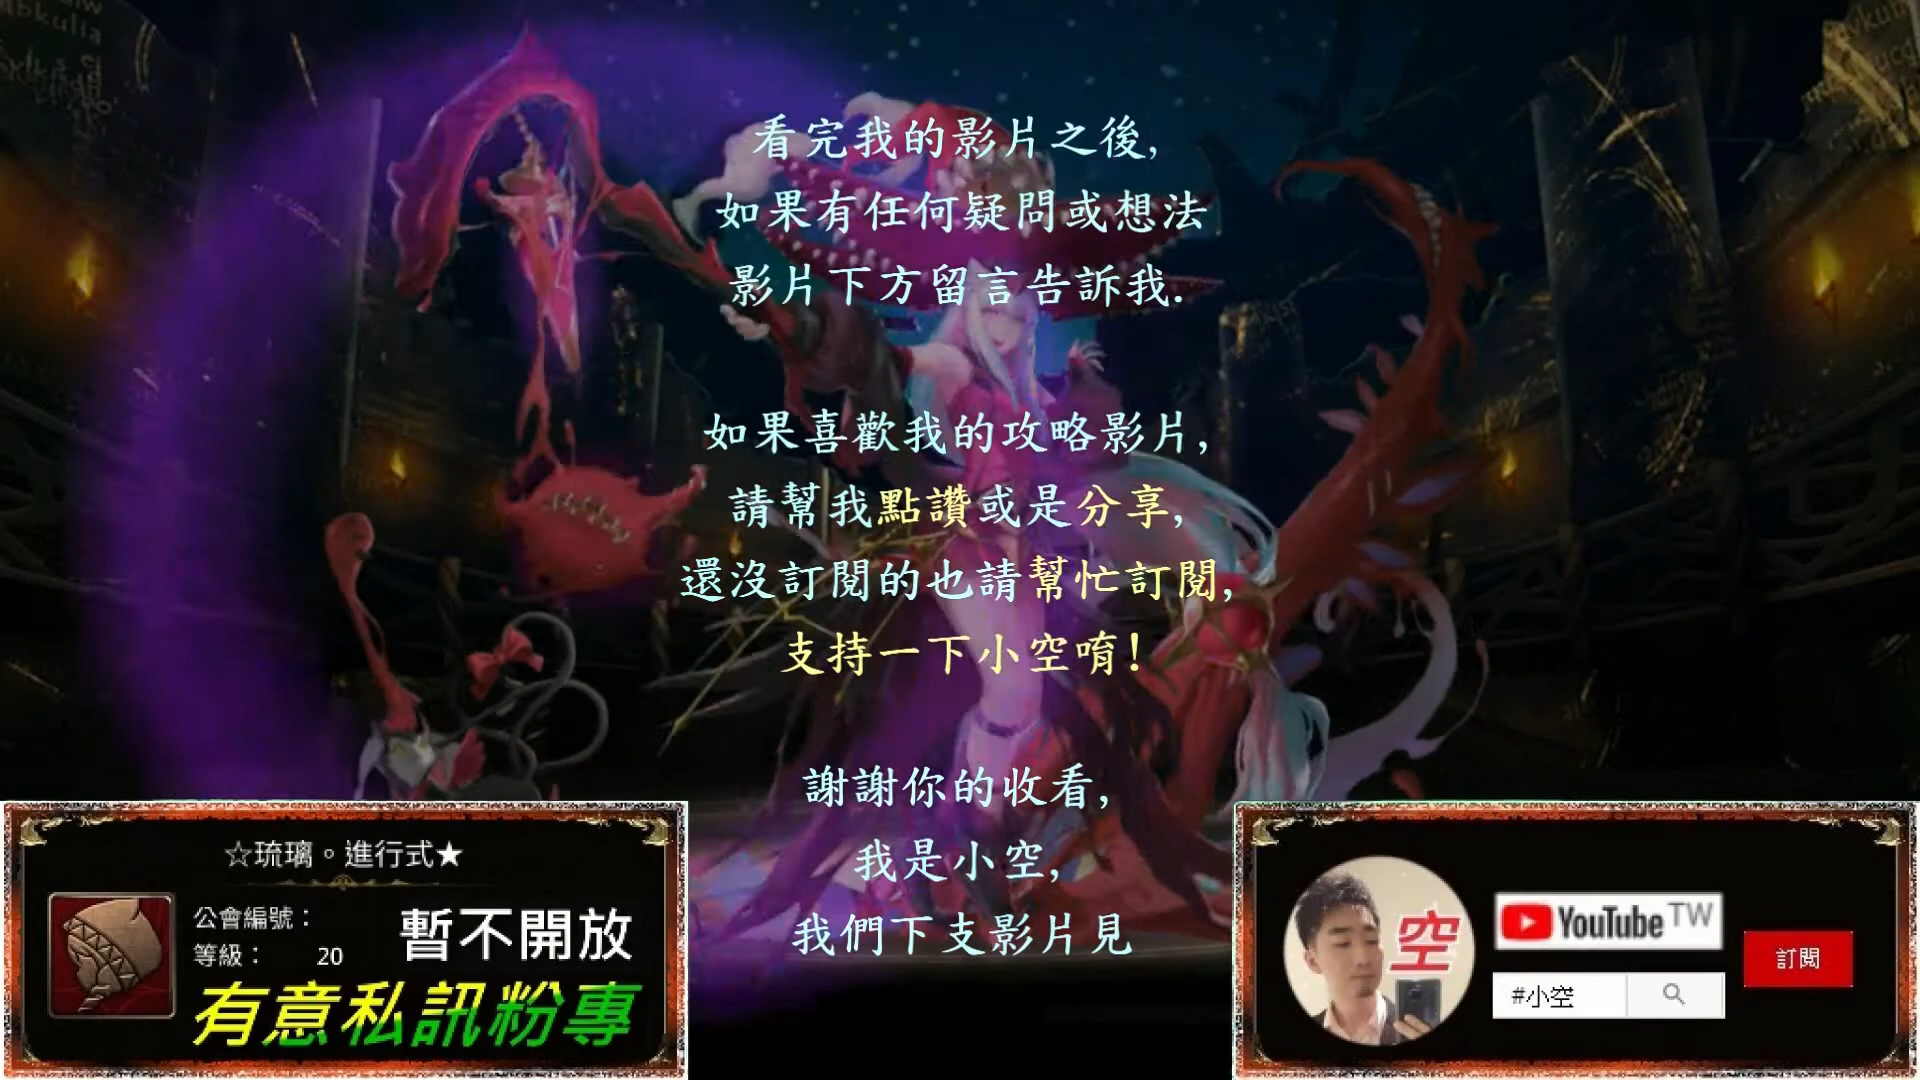 看完我的影片之後,
如果有任何疑問或想法
影片下方留言告訴我.
如果喜歡我的攻略影片,
請幫我點讚或是分享,
還沒訂閱的也請幫忙訂閱,
支持一下小空唷!
謝謝你的收看,
我是小空,
我們下支影片見
☆琉璃。進行式★
公會編號：
等級： 20
暫不開放
有意私訊粉專
空
YouTube TW
#小空
訂閱